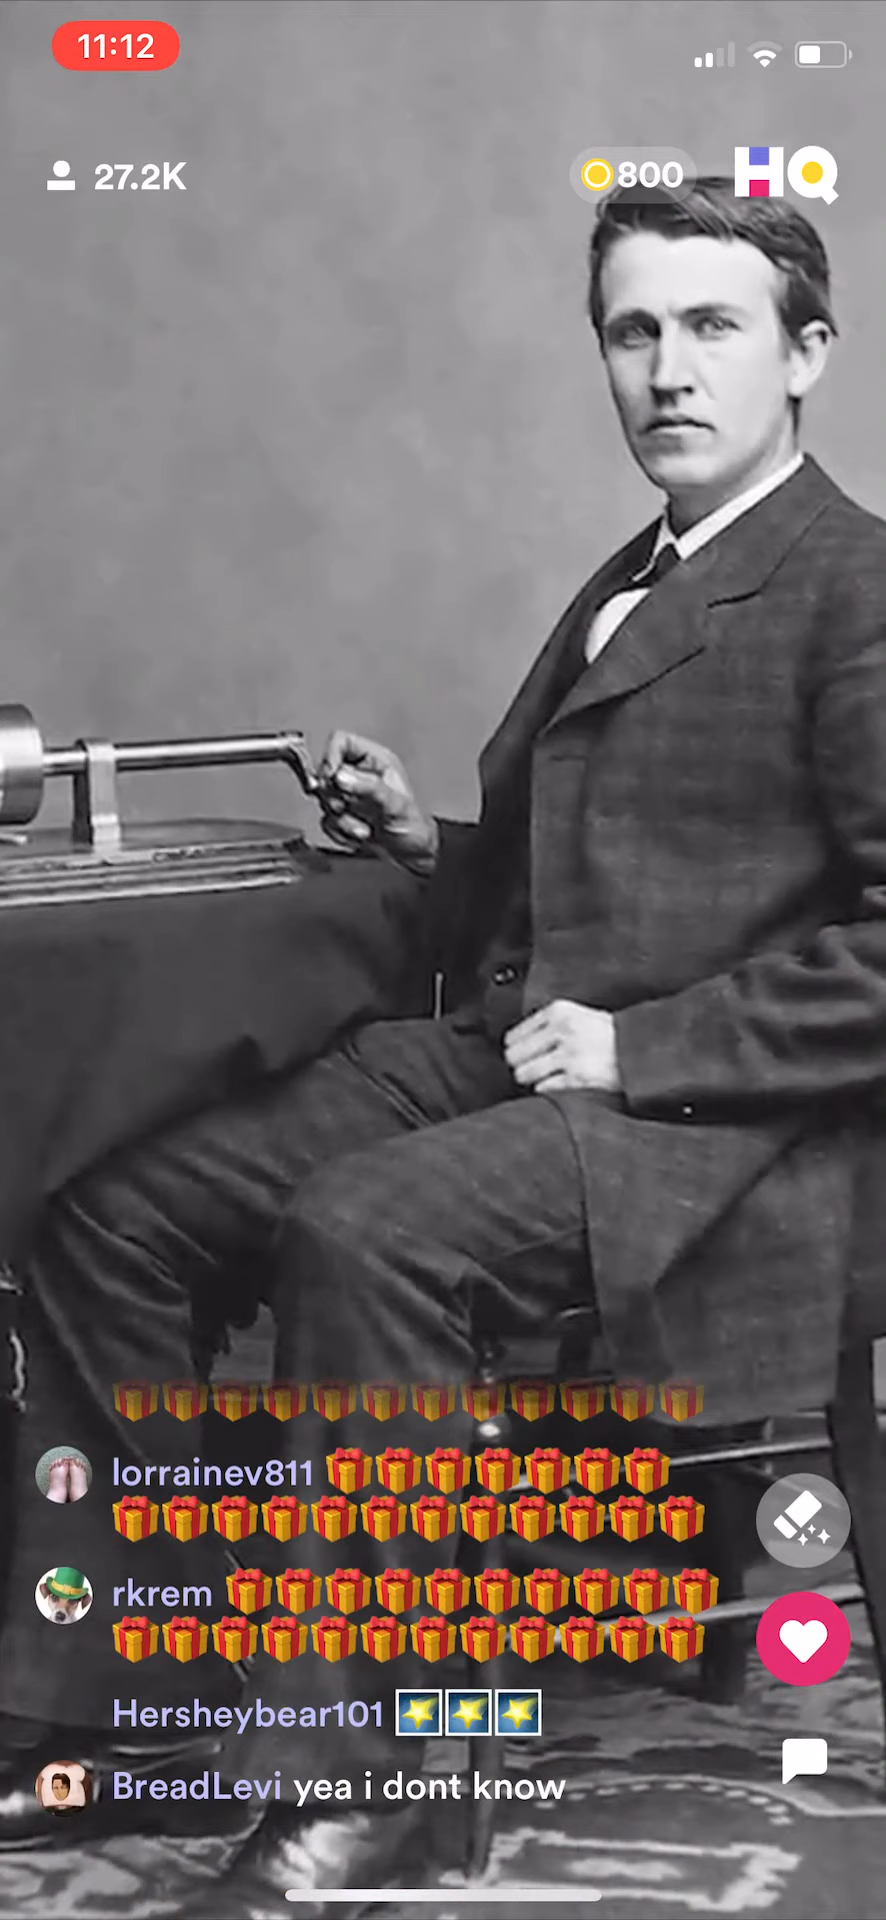 11:12
27.2K
800
HQ
lorrainev811
rkrem
Hersheybear101
BreadLevi yea i dont know